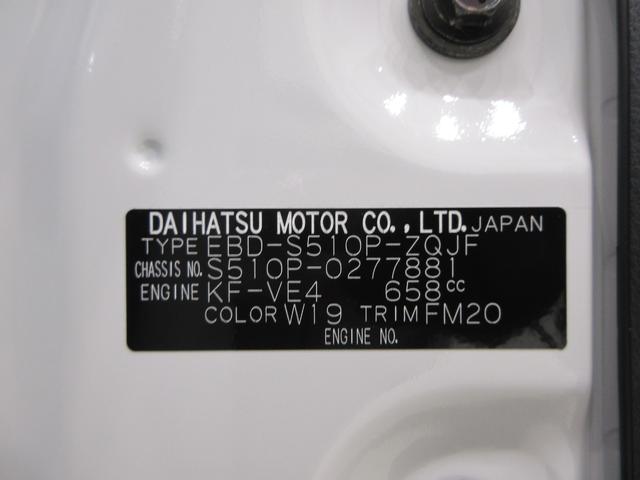 DAIHATSU MOTOR CO.,LTD. JAPAN
TYPE EBD-S510P-ZQJF
CHASSIS NO. S510P-0277881
ENGINE KF-VE4 658cc
COLOR W19 TRIM FM20
ENGINE NO.